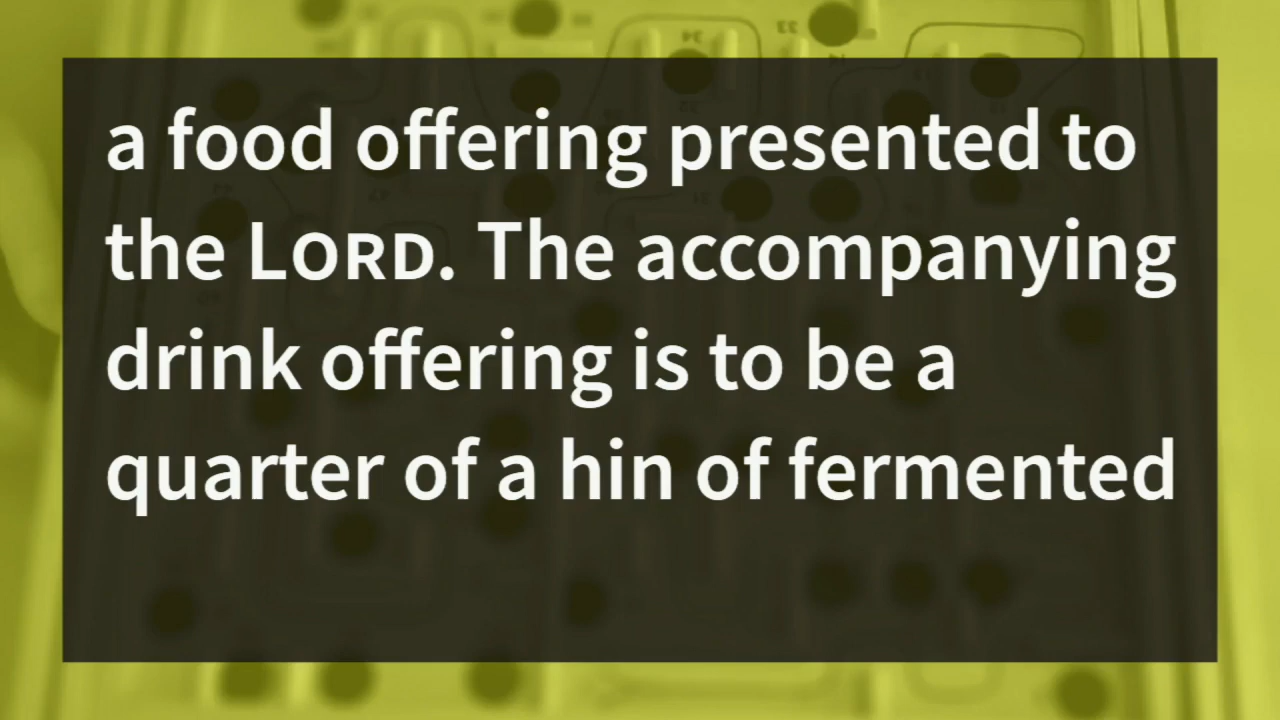 a food offering presented to
the LORD. The accompanying
drink offering is to be a
quarter of a hin of fermented